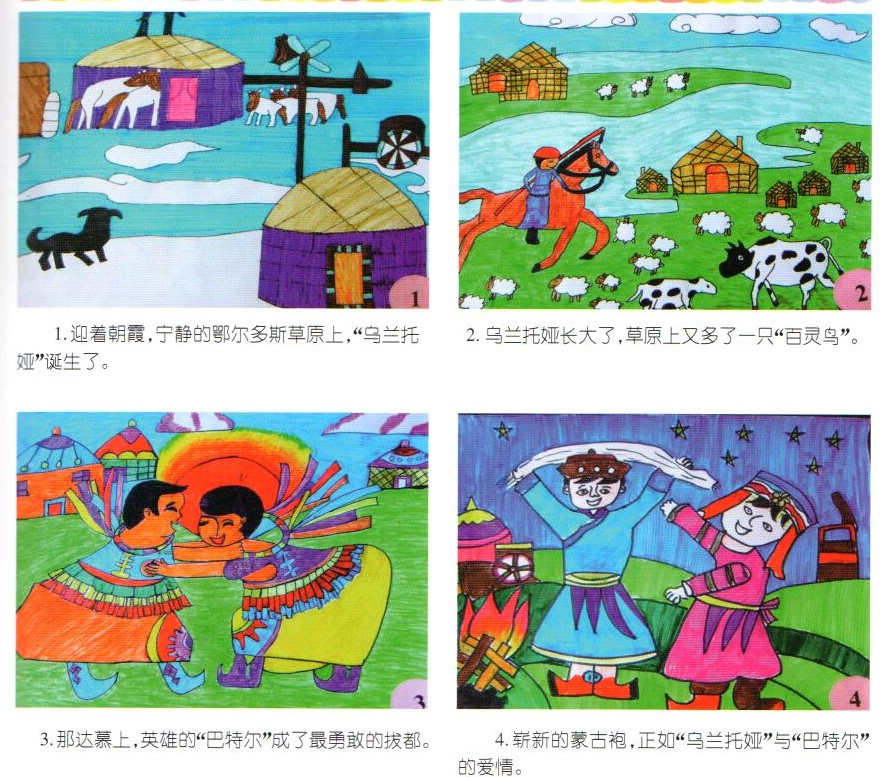 1
2
1.迎着朝霞,宁静的鄂尔多斯草原上,“乌兰托
娅”诞生了。
2. 乌兰托娅长大了,草原上又多了一只“百灵鸟”。
3
4
3.那达慕上,英雄的“巴特尔”成了最勇敢的拔都。
4. 崭新的蒙古袍,正如“乌兰托娅”与“巴特尔”
的爱情。